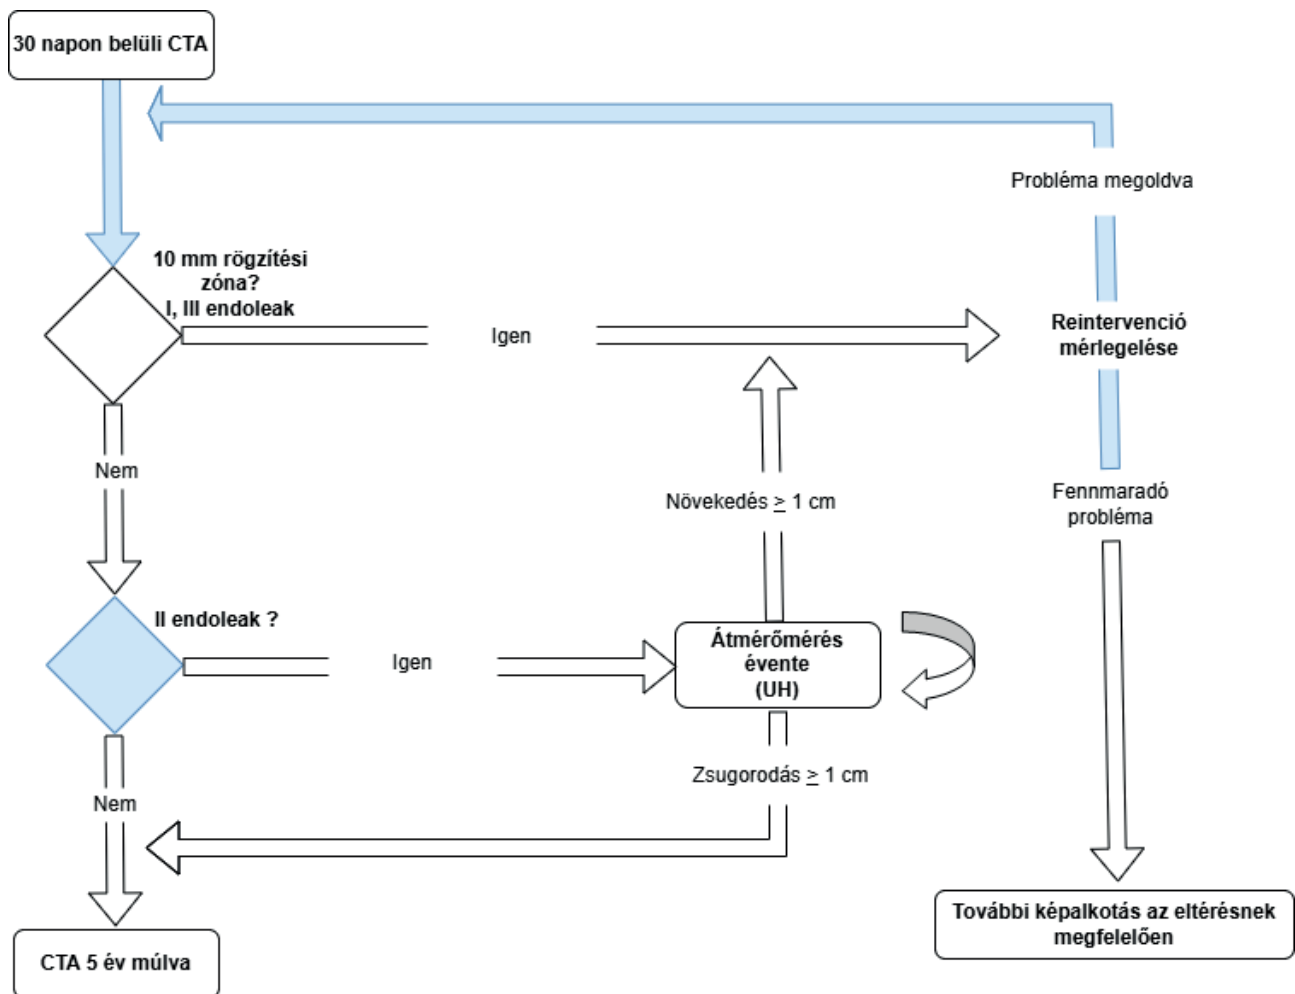 30 napon belüli CTA
Probléma megoldva
10 mm rögzítési
zóna?
I, III endoleak
Igen
Reintervenció
mérlegelése
Nem
Növekedés ≥ 1 cm
Fennmaradó
probléma
II endoleak ?
Igen
Átmérőmérés
évente
(UH)
Zsugorodás ≥ 1 cm
Nem
További képalkotás az eltérésnek
megfelelően
CTA 5 év múlva